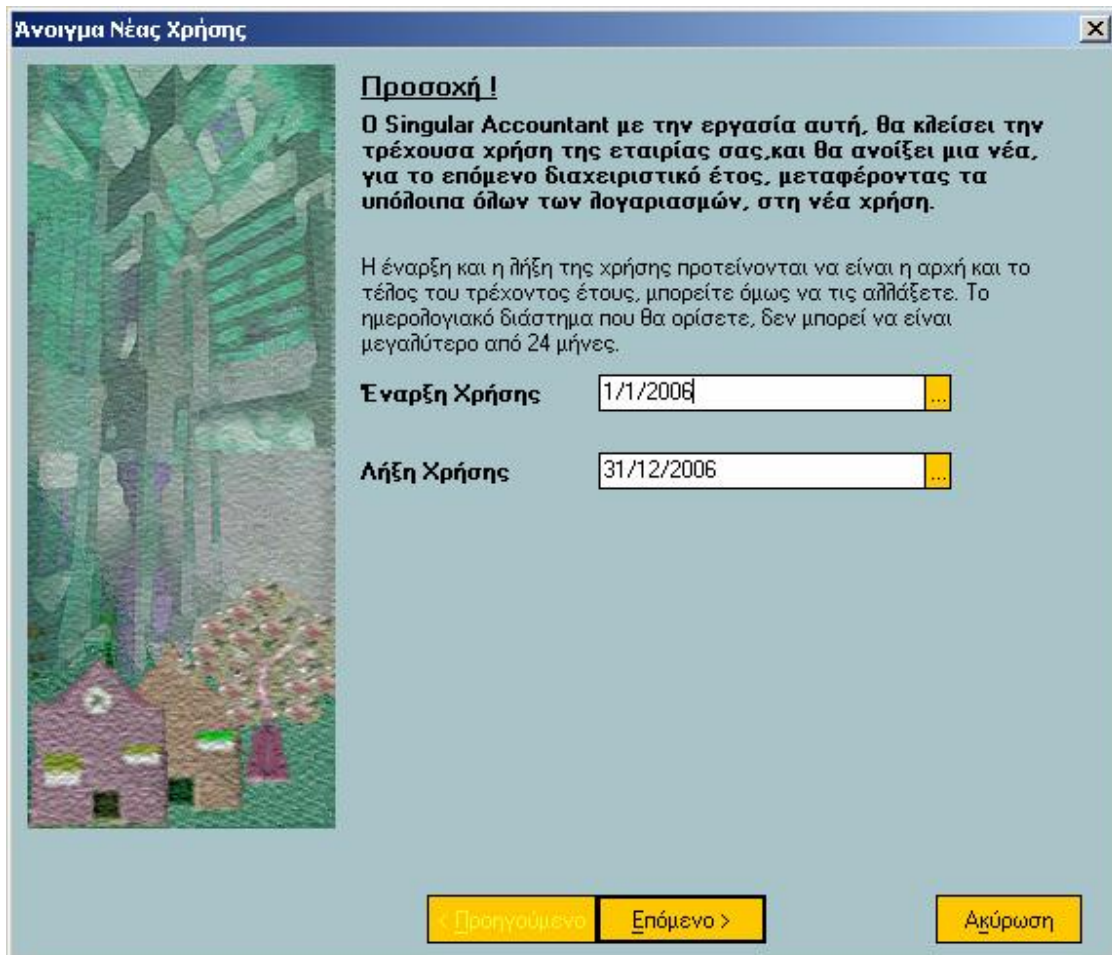 Άνοιγμα Νέας Χρήσης
Προσοχή !
Ο Singular Accountant με την εργασία αυτή, θα κλείσει την
τρέχουσα χρήση της εταιρίας σας,και θα ανοίξει μια νέα,
για το επόμενο διαχειριστικό έτος, μεταφέροντας τα
υπόλοιπα όλων των λογαριασμών, στη νέα χρήση.
Η έναρξη και η λήξη της χρήσης προτείνονται να είναι η αρχή και το
τέλος του τρέχοντος έτους, μπορείτε όμως να τις αλλάξετε. Το
ημερολογιακό διάστημα που θα ορίσετε, δεν μπορεί να είναι
μεγαλύτερο από 24 μήνες.
Έναρξη Χρήσης 1/1/2006 ...
Λήξη Χρήσης 31/12/2006 ...
< Προηγούμενο Επόμενο > Ακύρωση